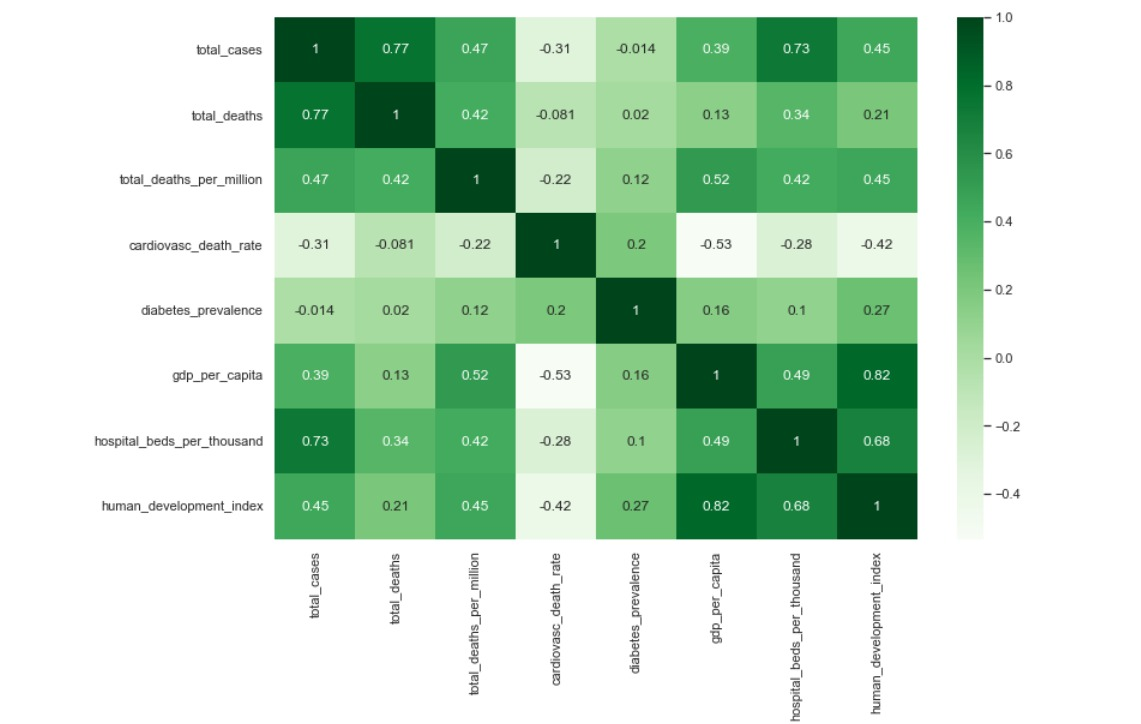 total_cases 1 0.77 0.47 -0.31 -0.014 0.39 0.73 0.45
total_deaths 0.77 1 0.42 -0.081 0.02 0.13 0.34 0.21
total_deaths_per_million 0.47 0.42 1 -0.22 0.12 0.52 0.42 0.45
cardiovasc_death_rate -0.31 -0.081 -0.22 1 0.2 -0.53 -0.28 -0.42
diabetes_prevalence -0.014 0.02 0.12 0.2 1 0.16 0.1 0.27
gdp_per_capita 0.39 0.13 0.52 -0.53 0.16 1 0.49 0.82
hospital_beds_per_thousand 0.73 0.34 0.42 -0.28 0.1 0.49 1 0.68
human_development_index 0.45 0.21 0.45 -0.42 0.27 0.82 0.68 1
total_cases
total_deaths
total_deaths_per_million
cardiovasc_death_rate
diabetes_prevalence
gdp_per_capita
hospital_beds_per_thousand
human_development_index
1.0
0.8
0.6
0.4
0.2
0.0
−0.2
−0.4